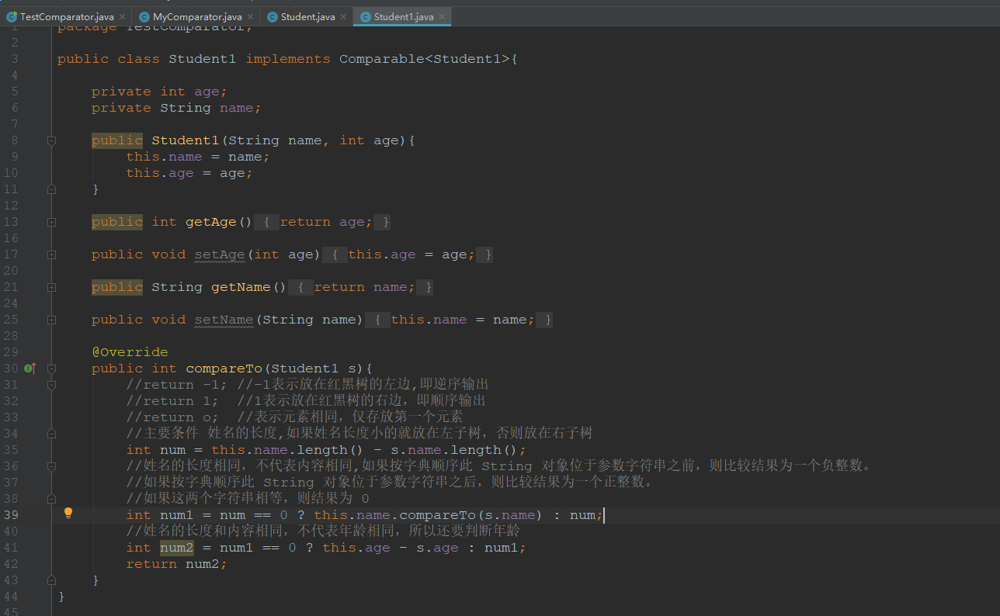 TestComparator.java × MyComparator.java × Student.java × Student1.java ×
1 package TestComparator;
2
3 public class Student1 implements Comparable<Student1>{
4
5 private int age;
6 private String name;
7
8 public Student1(String name, int age){
9 this.name = name;
10 this.age = age;
11 }
12
13 public int getAge() { return age; }
16
17 public void setAge(int age) { this.age = age; }
20
21 public String getName() { return name; }
24
25 public void setName(String name) { this.name = name; }
28
29 @Override
30 public int compareTo(Student1 s){
31 //return -1; //-1表示放在红黑树的左边,即逆序输出
32 //return 1; //1表示放在红黑树的右边，即顺序输出
33 //return o; //表示元素相同，仅存放第一个元素
34 //主要条件 姓名的长度,如果姓名长度小的就放在左子树，否则放在右子树
35 int num = this.name.length() - s.name.length();
36 //姓名的长度相同，不代表内容相同,如果按字典顺序此 String 对象位于参数字符串之前，则比较结果为一个负整数。
37 //如果按字典顺序此 String 对象位于参数字符串之后，则比较结果为一个正整数。
38 //如果这两个字符串相等，则结果为 0
39 int num1 = num == 0 ? this.name.compareTo(s.name) : num;
40 //姓名的长度和内容相同，不代表年龄相同，所以还要判断年龄
41 int num2 = num1 == 0 ? this.age - s.age : num1;
42 return num2;
43 }
44 }
45